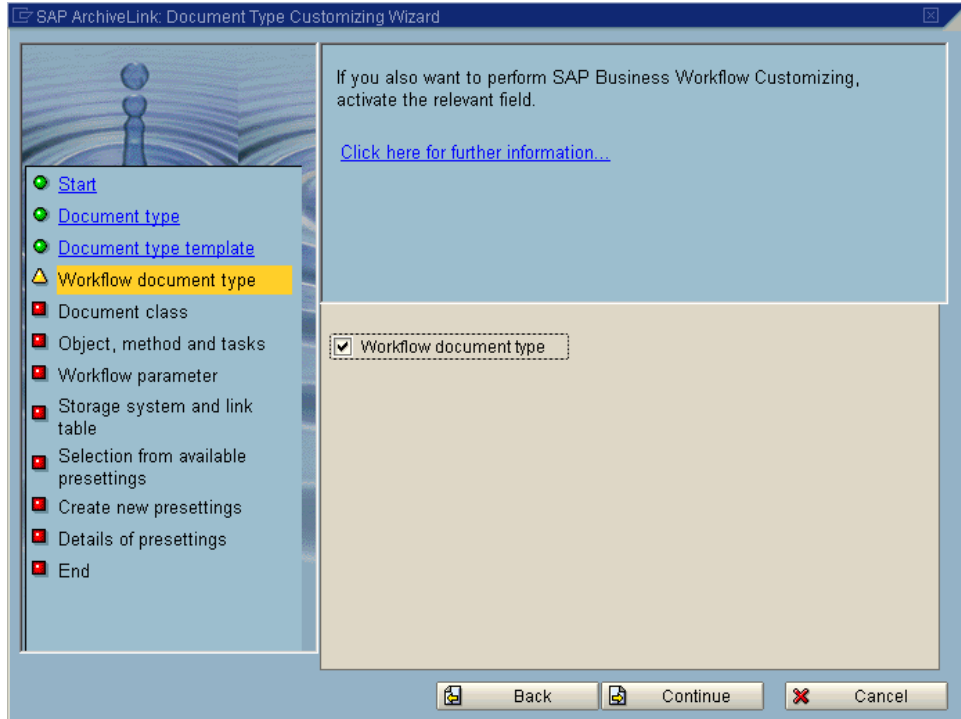 SAP ArchiveLink: Document Type Customizing Wizard
If you also want to perform SAP Business Workflow Customizing,
activate the relevant field.
Click here for further information...
Start
Document type
Document type template
Workflow document type
Document class
Object, method and tasks
Workflow parameter
Storage system and link
table
Selection from available
presettings
Create new presettings
Details of presettings
End
Workflow document type
Back
Continue
Cancel